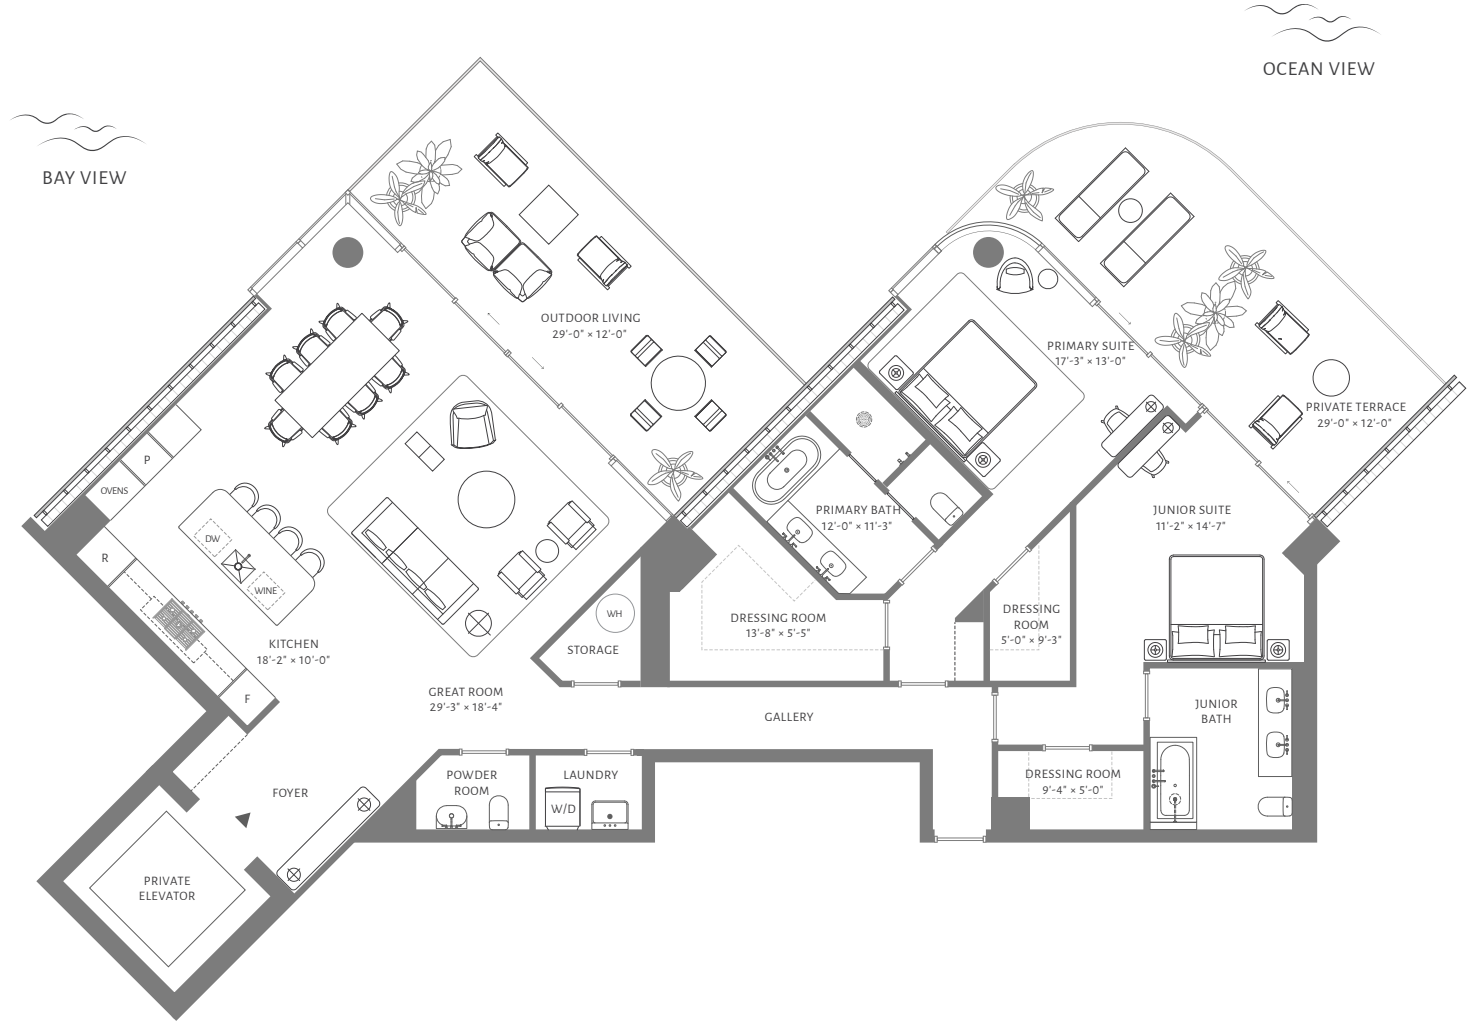 OCEAN VIEW
BAY VIEW
OUTDOOR LIVING
29'-0" × 12'-0"
PRIMARY SUITE
17'-3" × 13'-0"
PRIVATE TERRACE
29'-0" × 12'-0"
P
OVENS
R
DW
WINE
F
KITCHEN
18'-2" × 10'-0"
PRIMARY BATH
12'-0" × 11'-3"
JUNIOR SUITE
11'-2" × 14'-7"
WH
STORAGE
DRESSING ROOM
13'-8" × 5'-5"
DRESSING
ROOM
5'-0" × 9'-3"
GREAT ROOM
29'-3" × 18'-4"
GALLERY
JUNIOR
BATH
FOYER
POWDER
ROOM
LAUNDRY
W/D
DRESSING ROOM
9'-4" × 5'-0"
PRIVATE
ELEVATOR